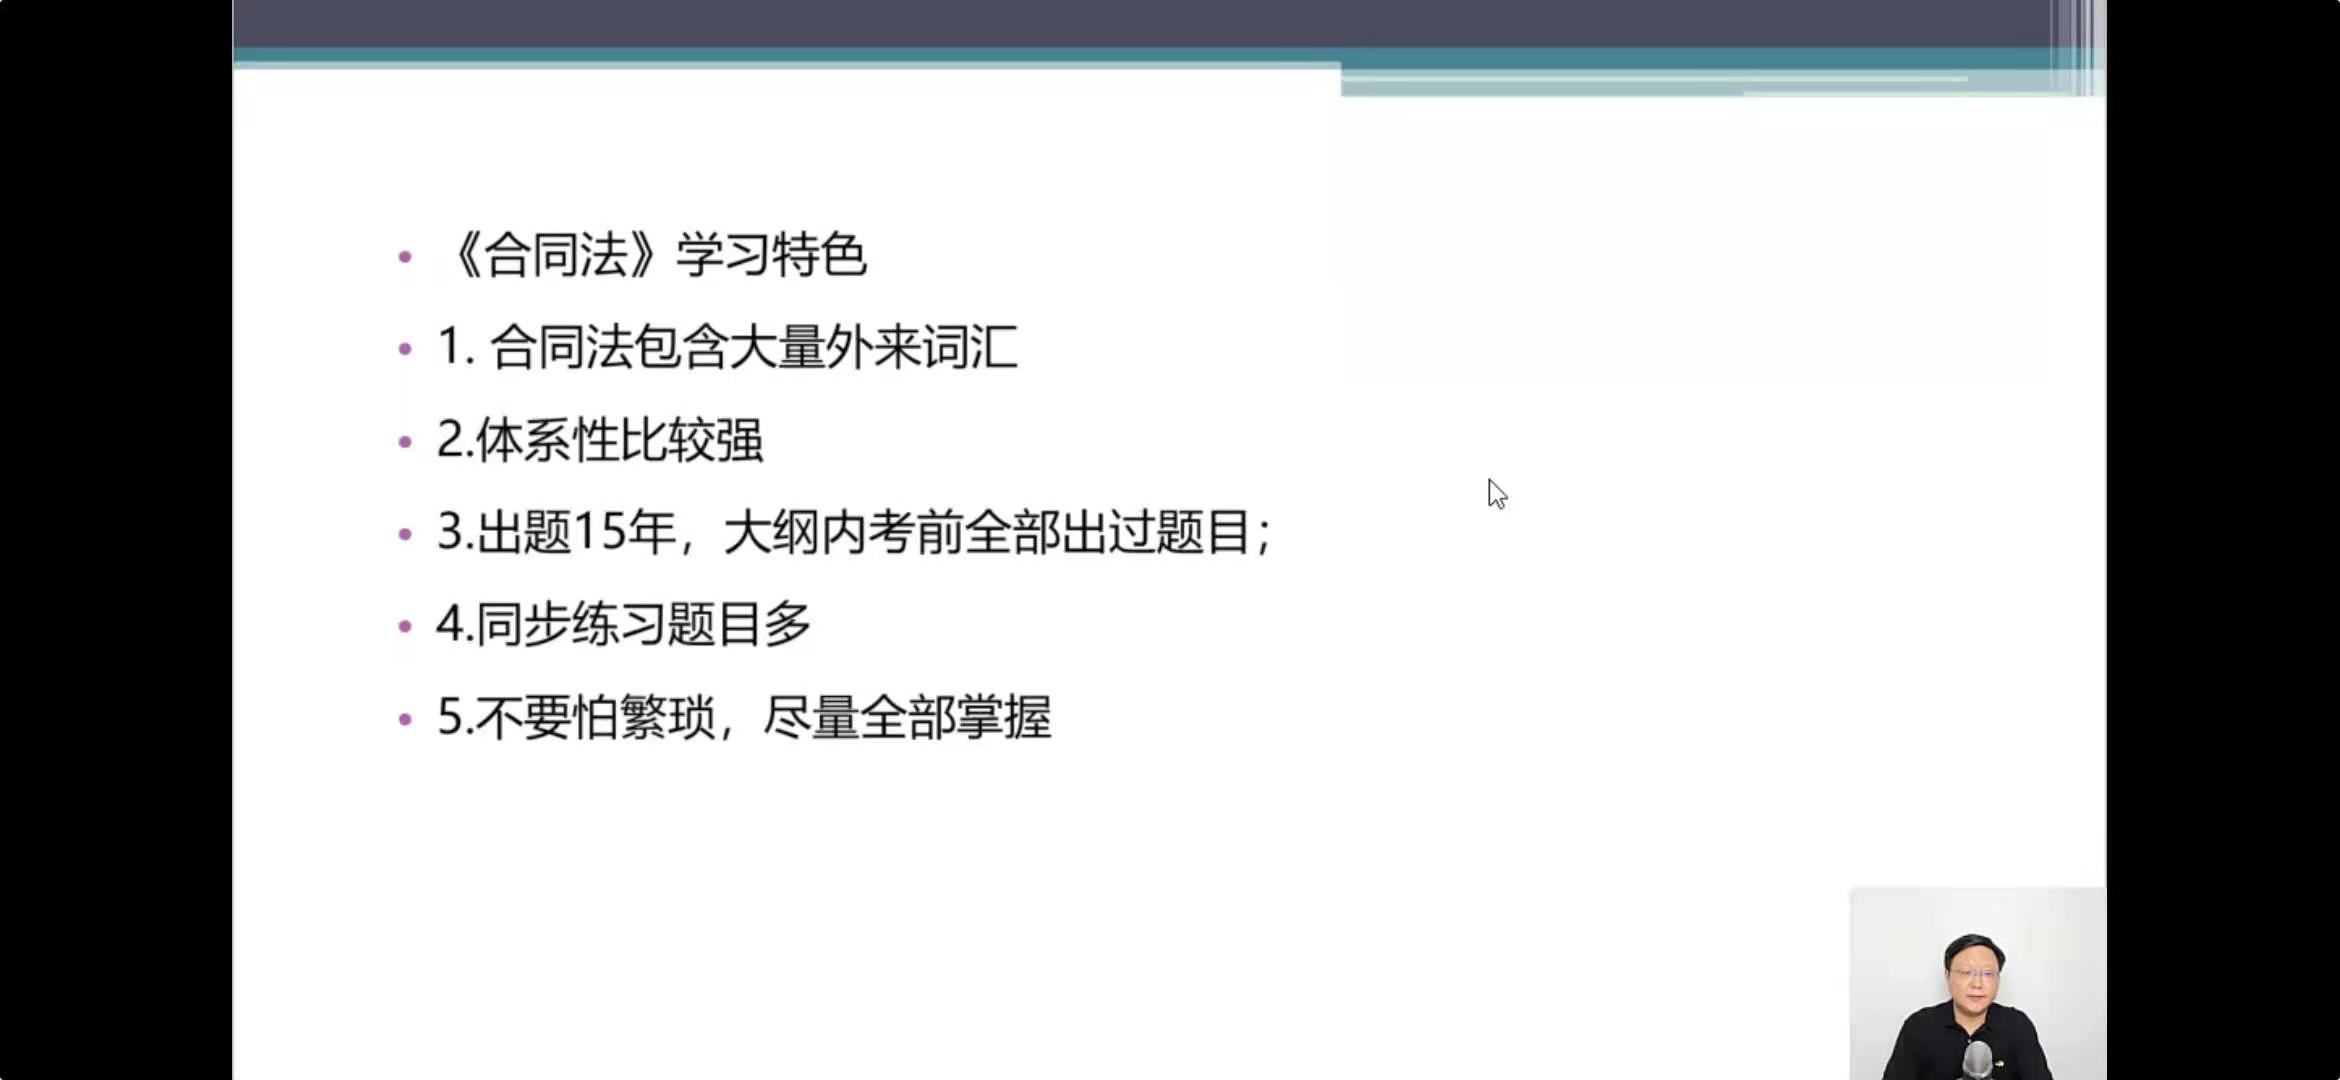 《合同法》学习特色
1. 合同法包含大量外来词汇
2.体系性比较强
3.出题15年，大纲内考前全部出过题目；
4.同步练习题目多
5.不要怕繁琐，尽量全部掌握